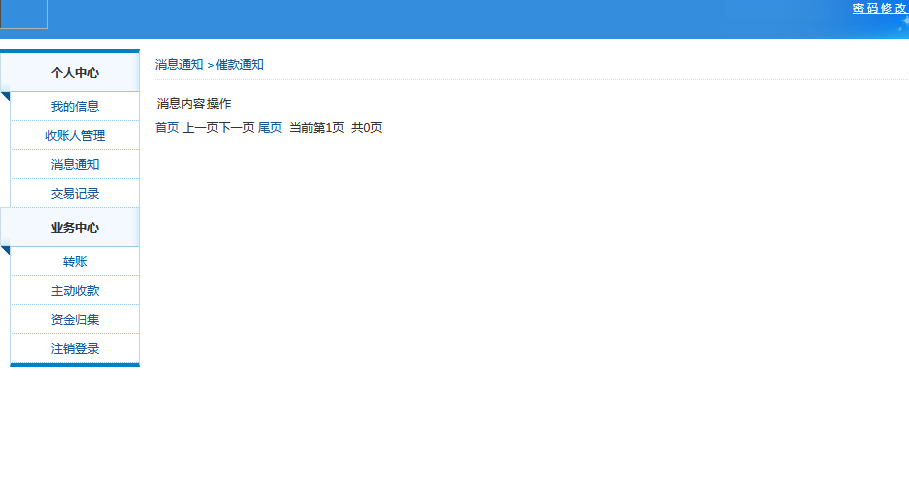 密码修改
个人中心
我的信息
收账人管理
消息通知
交易记录
业务中心
转账
主动收款
资金归集
注销登录
消息通知 >催款通知
消息内容操作
首页 上一页下一页 尾页 当前第1页 共0页